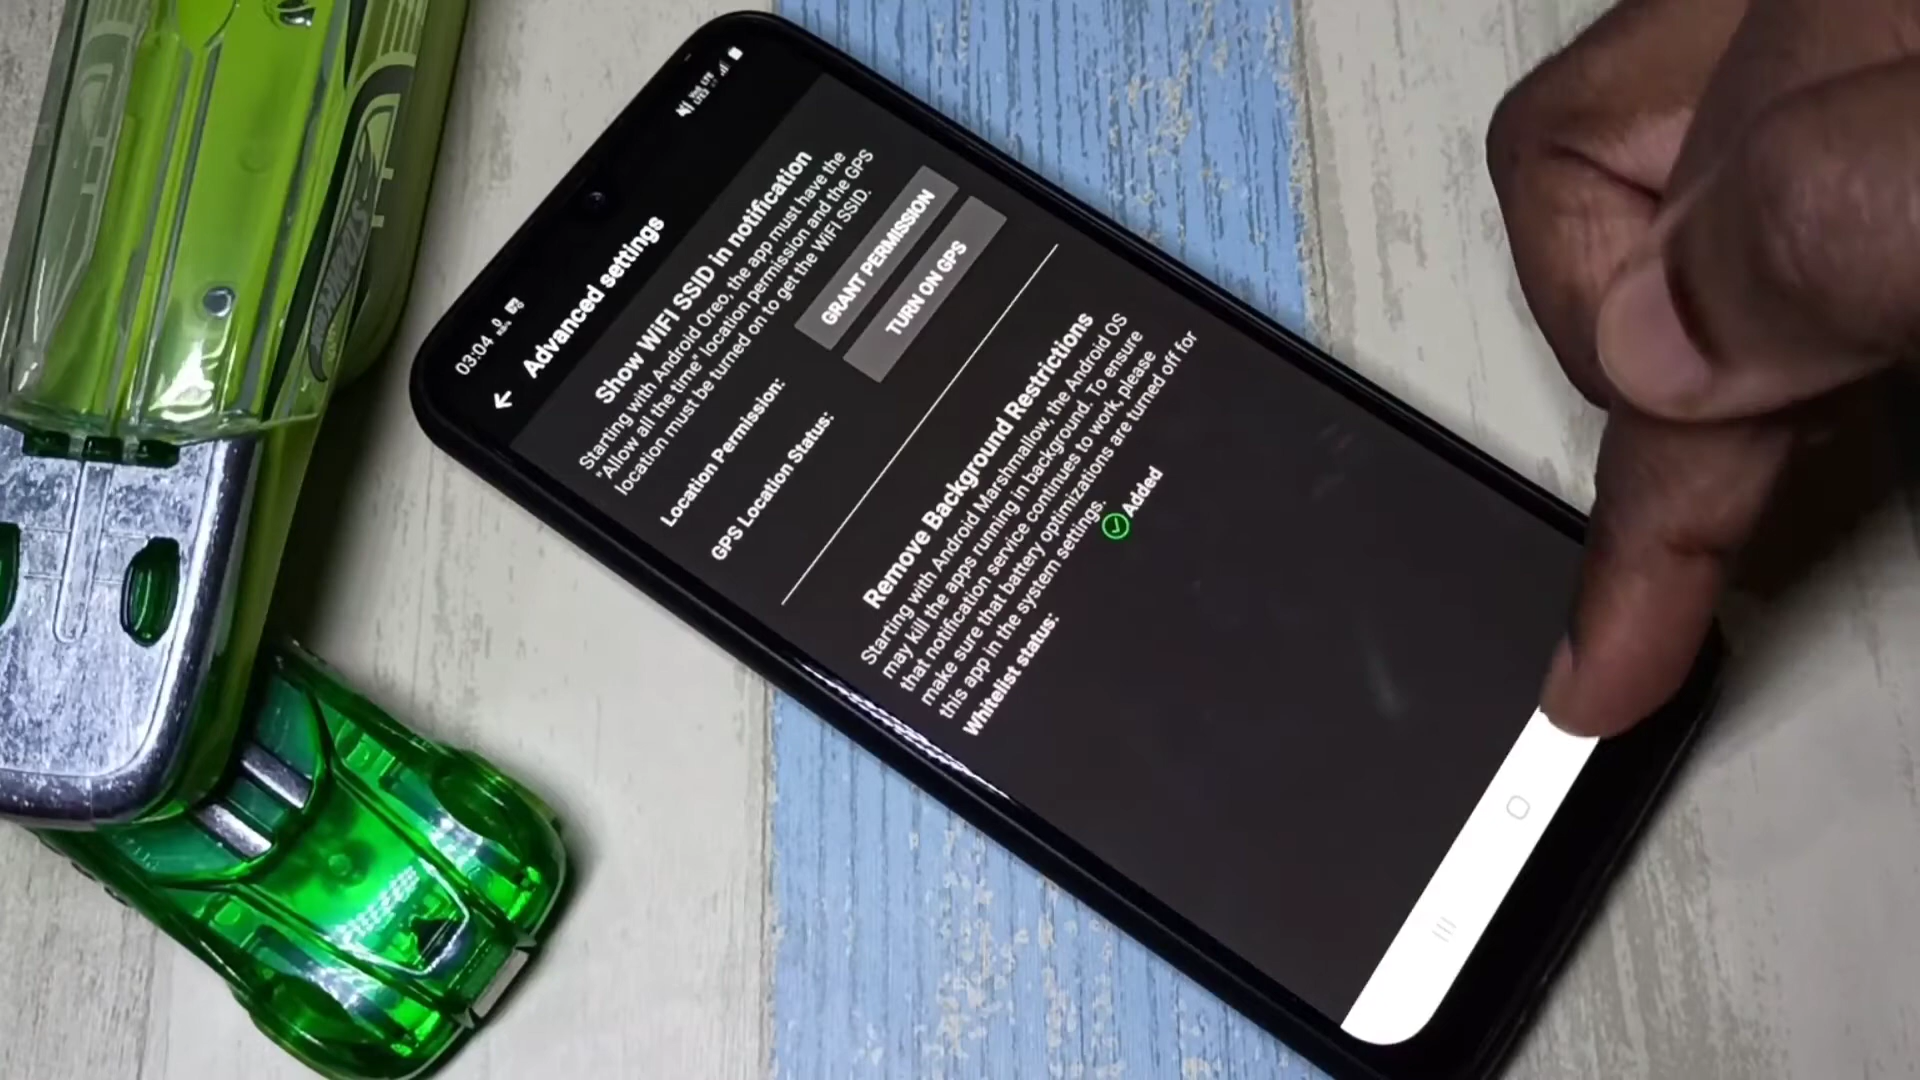 03:04
Advanced settings
Show WiFI SSID in notification
Starting with Android Oreo, the app must have the
"Allow all the time" location permission and the GPS
location must be turned on to get the WiFI SSID.
Location Permission:
GRANT PERMISSION
GPS Location Status:
TURN ON GPS
Remove Background Restrictions
Starting with Android Marshmallow, the Android OS
may kill the apps running in background. To ensure
that notification service continues to work, please
make sure that battery optimizations are turned off for
this app in the system settings.
Whitelist status:
Added